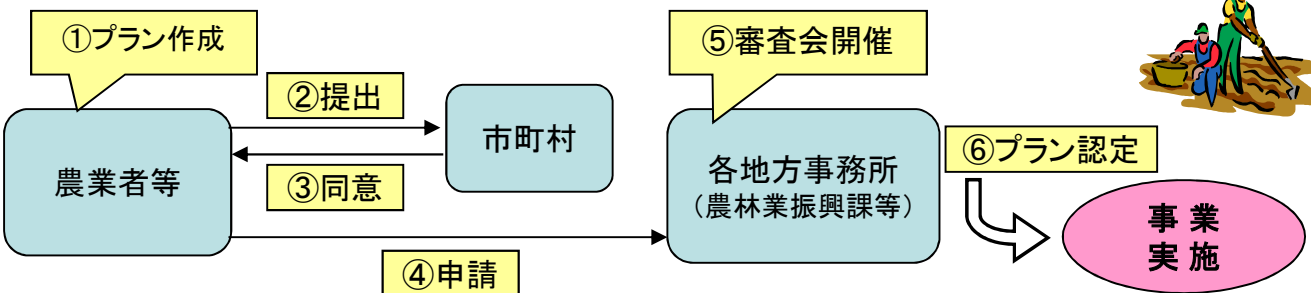 ①プラン作成
②提出
③同意
④申請
⑤審査会開催
⑥プラン認定
農業者等
市町村
各地方事務所
(農林業振興課等)
事 業
実 施